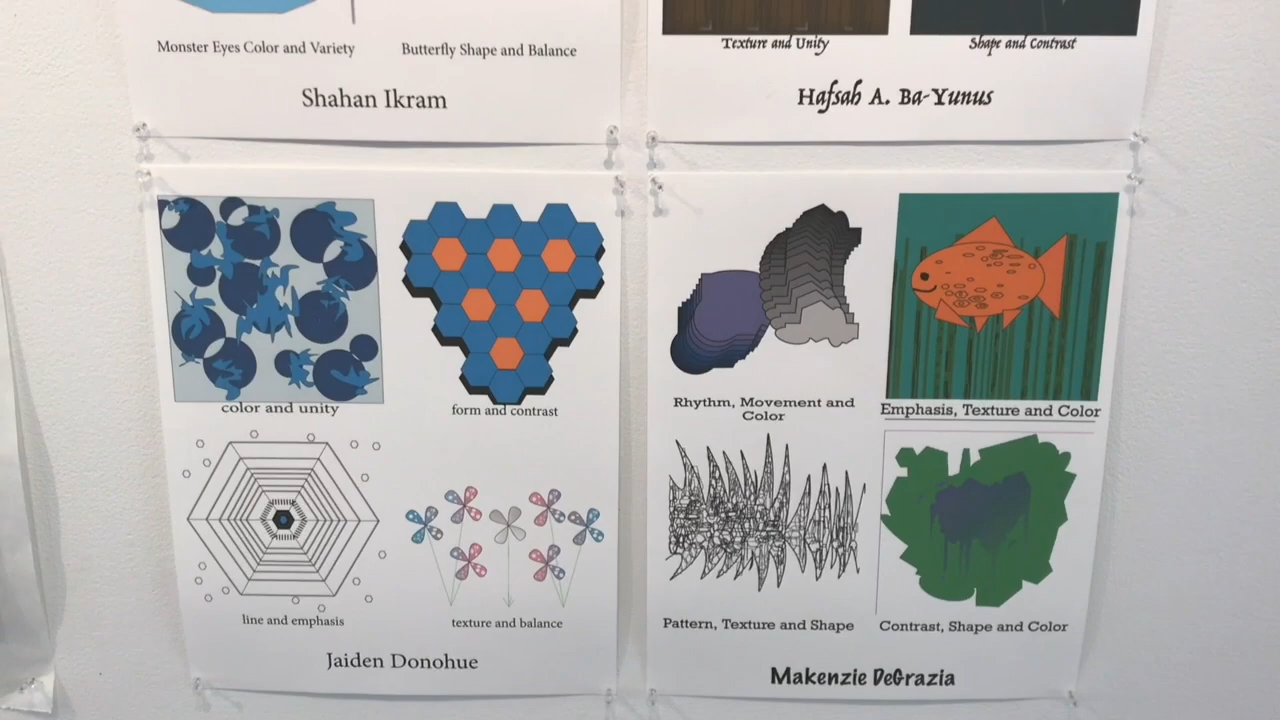 Monster Eyes Color and Variety
Butterfly Shape and Balance
Shahan Ikram
Texture and Unity
Shape and Contrast
Hafsah A. Ba-Yunus
color and unity
form and contrast
line and emphasis
texture and balance
Jaiden Donohue
Rhythm, Movement and
Color
Emphasis, Texture and Color
Pattern, Texture and Shape
Contrast, Shape and Color
Makenzie DeGrazia